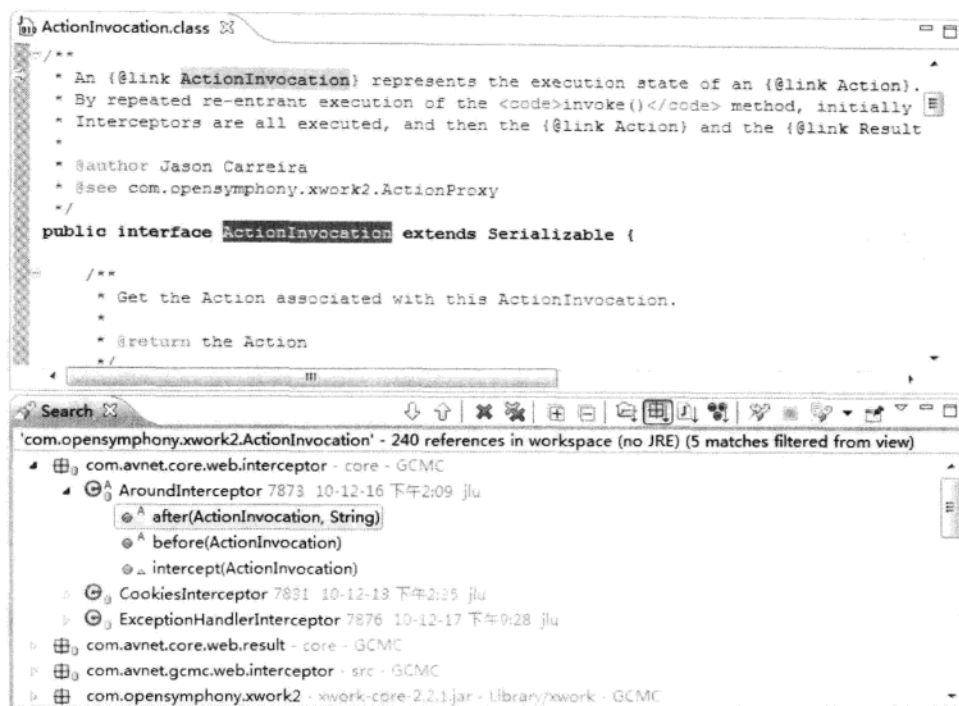 ActionInvocation.class
/**
* An {@link ActionInvocation} represents the execution state of an {@link Action}.
* By repeated re-entrant execution of the <code>invoke()</code> method, initially
* Interceptors are all executed, and then the {@link Action} and the {@link Result
*
* @author Jason Carreira
* @see com.opensymphony.xwork2.ActionProxy
*/
public interface ActionInvocation extends Serializable {
/**
* Get the Action associated with this ActionInvocation.
*
* @return the Action
*/
Search
'com.opensymphony.xwork2.ActionInvocation' - 240 references in workspace (no JRE) (5 matches filtered from view)
com.avnet.core.web.interceptor - core - GCMC
AroundInterceptor 7873 10-12-16 下午2:09 jlu
after(ActionInvocation, String)
before(ActionInvocation)
intercept(ActionInvocation)
CookiesInterceptor 7831 10-12-13 下午2:35 jlu
ExceptionHandlerInterceptor 7876 10-12-17 下午9:28 jlu
com.avnet.core.web.result - core - GCMC
com.avnet.gcmc.web.interceptor - src - GCMC
com.opensymphony.xwork2 - xwork-core-2.2.1.jar - Library/xwork - GCMC